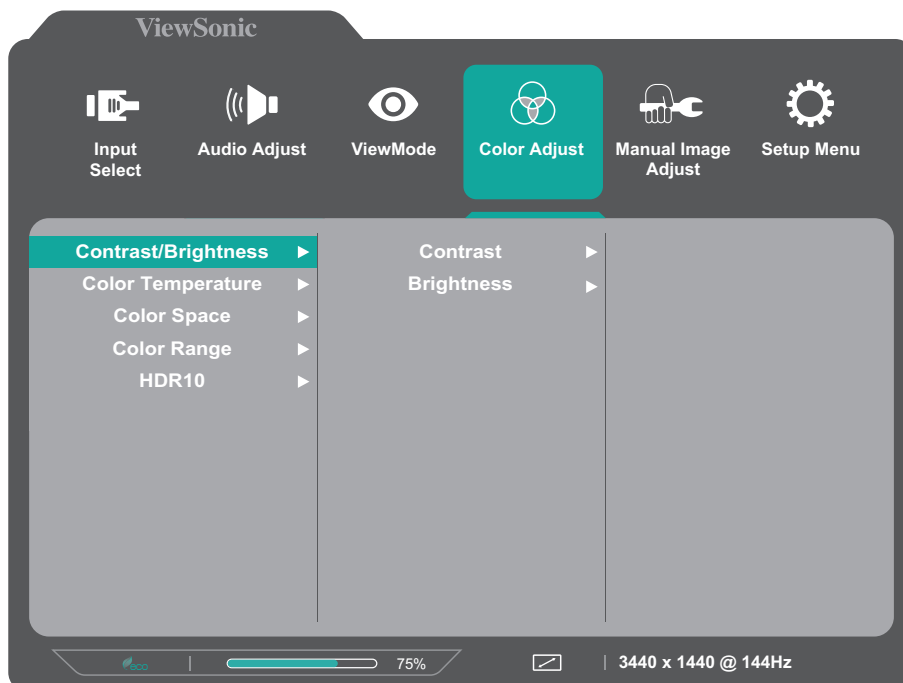 ViewSonic
Input
Select
Audio Adjust
ViewMode
Color Adjust
Manual Image
Adjust
Setup Menu
Contrast/Brightness
Color Temperature
Color Space
Color Range
HDR10
Contrast
Brightness
eco
75%
3440 x 1440 @ 144Hz